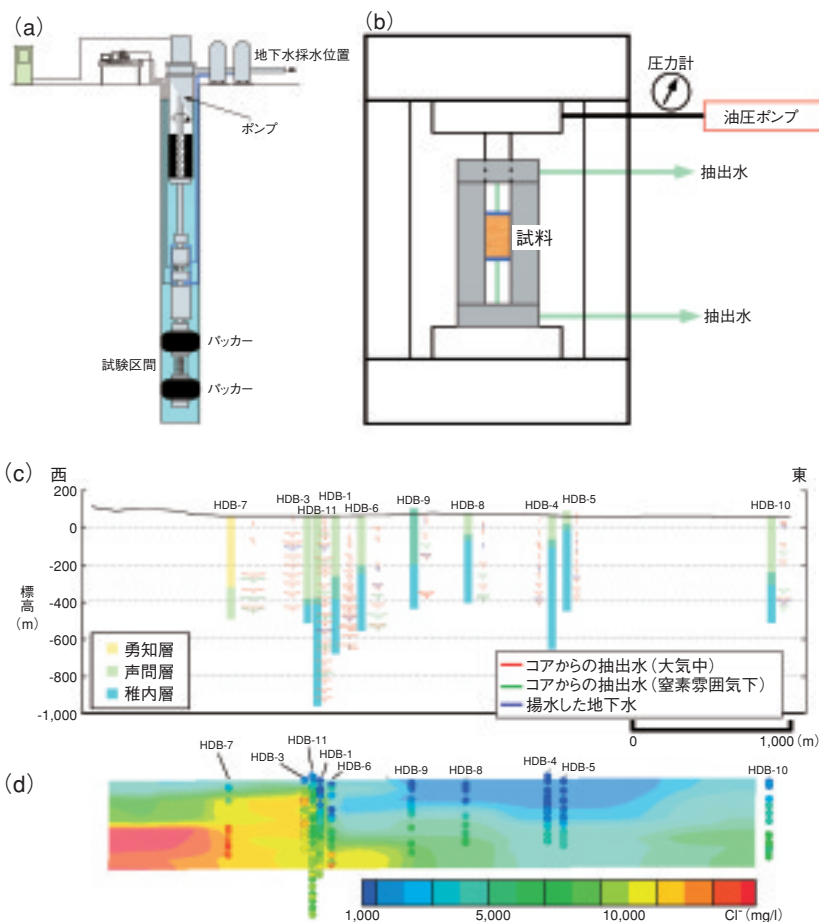 (a)
地下水採水位置
ポンプ
パッカー
試験区間
パッカー
(b)
圧力計
油圧ポンプ
抽出水
試料
抽出水
(c)
西
東
HDB-7
HDB-3
HDB-11
HDB-1
HDB-6
HDB-9
HDB-8
HDB-4
HDB-5
HDB-10
200
0
-200
-400
-600
-800
-1,000
標高
(m)
勇知層
声問層
稚内層
コアからの抽出水(大気中)
コアからの抽出水(窒素雰囲気下)
揚水した地下水
0
1,000(m)
(d)
HDB-7
HDB-3
HDB-11
HDB-1
HDB-6
HDB-9
HDB-8
HDB-4
HDB-5
HDB-10
1,000
5,000
10,000
Cl⁻(mg/l)